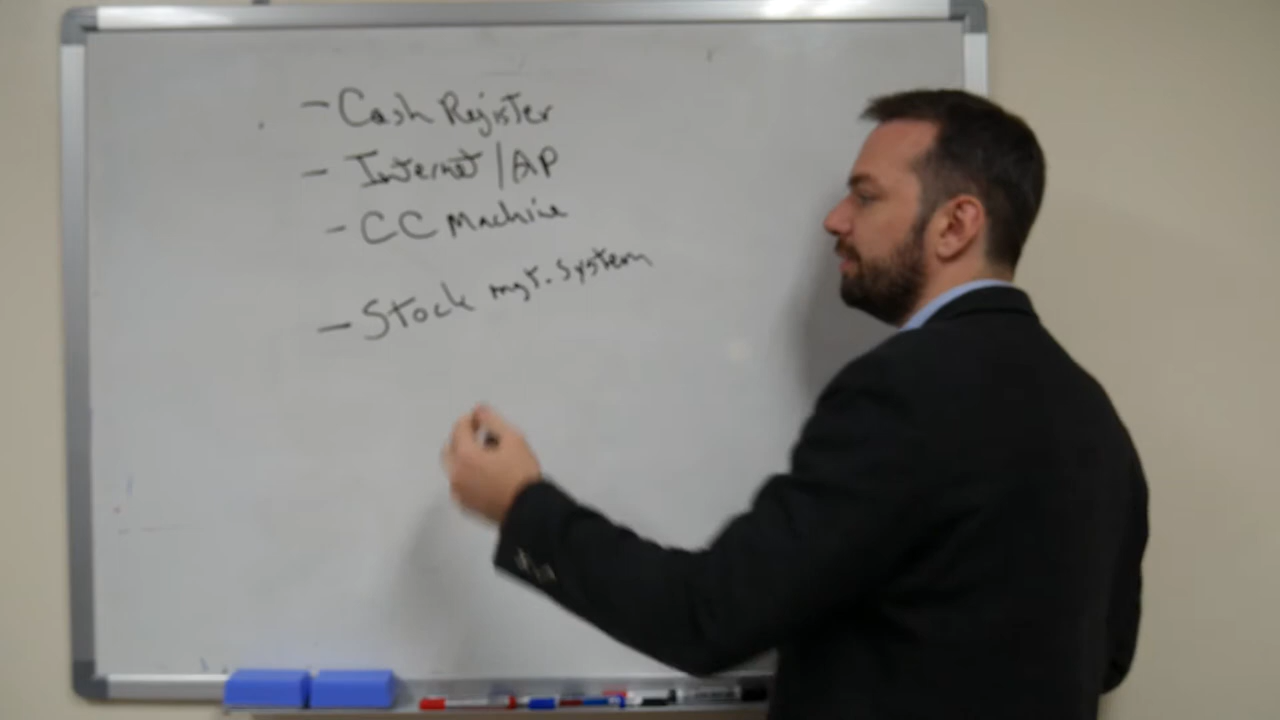 - Cash Register
- Internet/AP
- CC Machine
- Stock mgt. System